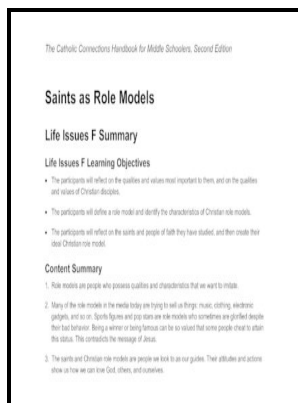 The Catholic Connections Handbook for Middle Schoolers, Second Edition
Saints as Role Models
Life Issues F Summary
Life Issues F Learning Objectives
• The participants will reflect on the qualities and values most important to them, and on the qualities
and values of Christian disciples.
• The participants will define a role model and identify the characteristics of Christian role models.
• The participants will reflect on the saints and people of faith they have studied, and then create their
ideal Christian role model.
Content Summary
1. Role models are people who possess qualities and characteristics that we want to imitate.
2. Many of the role models in the media today are trying to sell us things: music, clothing, electronic
gadgets, and so on. Sports figures and pop stars are role models who sometimes are glorified despite
their bad behavior. Being a winner or being famous can be so valued that some people cheat to attain
this status. This contradicts the message of Jesus.
3. The saints and Christian role models are people we look to as our guides. Their attitudes and actions
show us how we can love God, others, and ourselves.